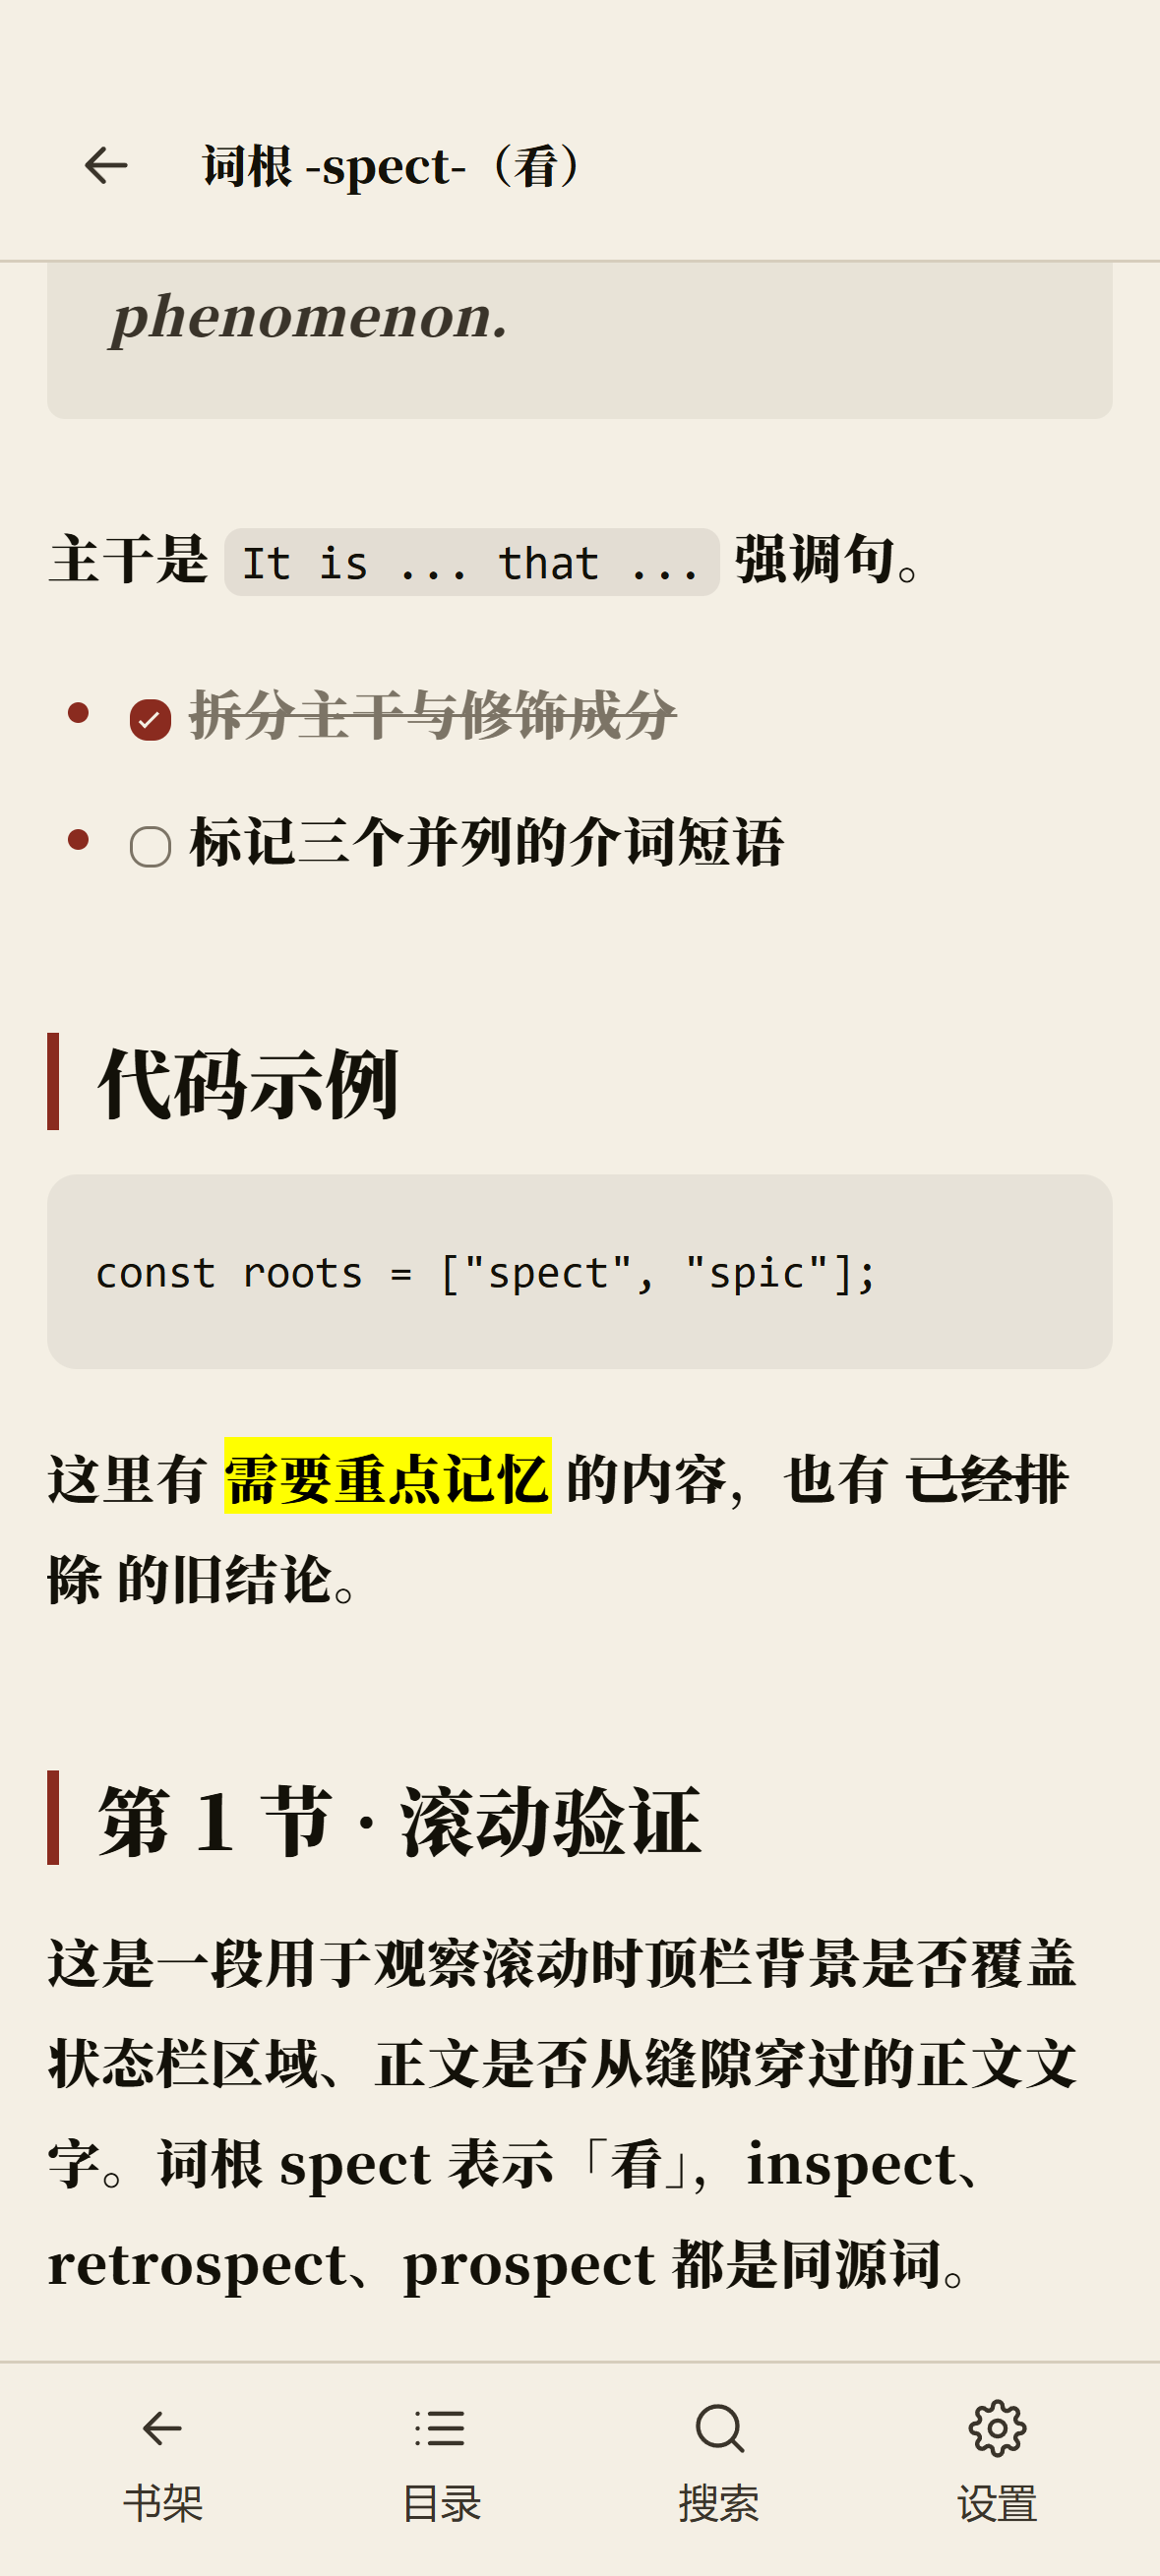 词根 -spect-（看）
phenomenon.
主干是 It is ... that ... 强调句。
拆分主干与修饰成分
标记三个并列的介词短语
代码示例
const roots = ["spect", "spic"];
这里有 需要重点记忆 的内容，也有 已经排
除 的旧结论。
第 1 节 · 滚动验证
这是一段用于观察滚动时顶栏背景是否覆盖
状态栏区域、正文是否从缝隙穿过的正文文
字。词根 spect 表示「看」，inspect、
retrospect、prospect 都是同源词。
书架 目录 搜索 设置